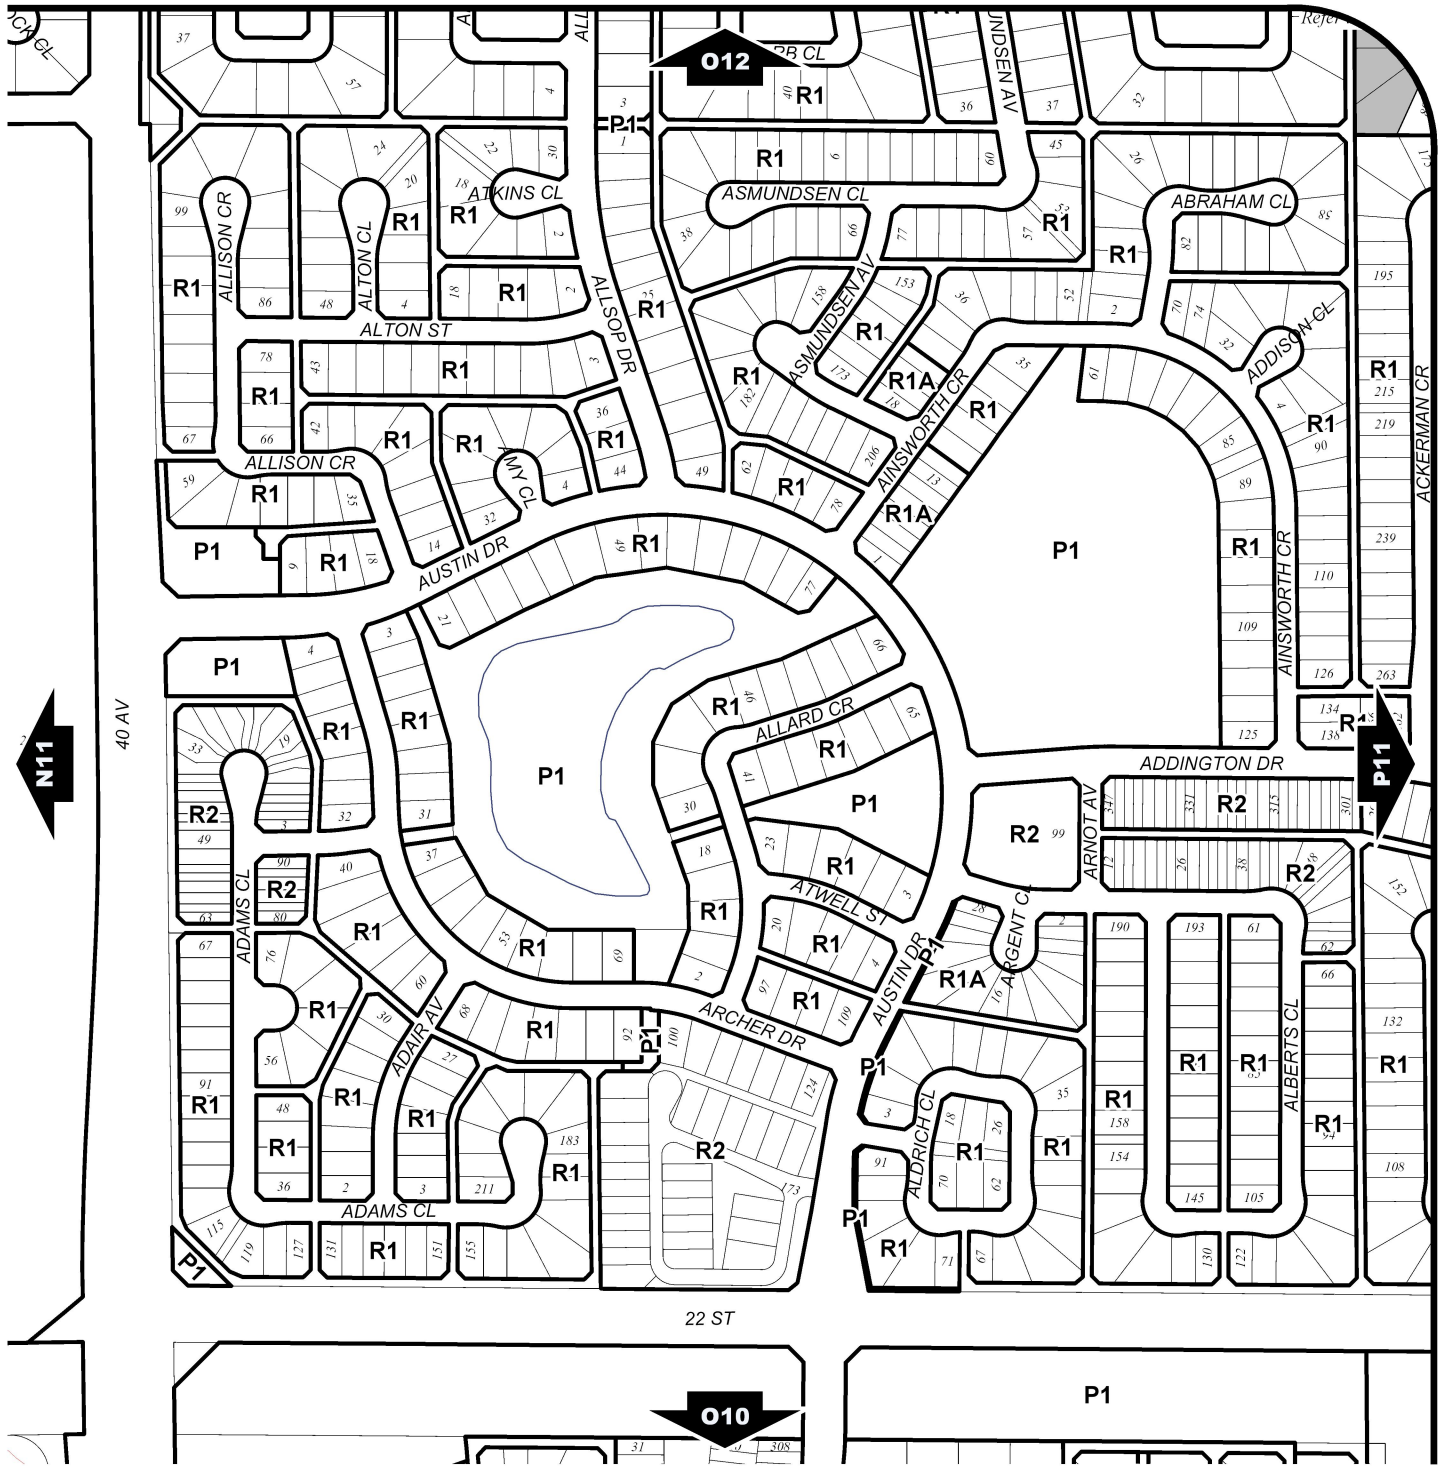 37
57
4
3
P1
1
O12
40
R1
36
37
32
Refer
24
20
22
18
30
ATKINS CL
R1
2
99
ALLISON CR
R1
86
ALTON CL
R1
48
4
18
R1
2
ALTON ST
ALLSOP DR
25
R1
R1
6
60
45
ASMUNDSEN CL
38
66
77
57
R1
26
ABRAHAM CL
85
82
R1
2
195
158
ASMUNDSEN AV
153
R1
173
36
52
70
74
32
ADDISON CL
4
R1
90
R1
215
219
ACKERMAN CR
239
263
78
R1
66
67
43
R1
3
R1
182
R1A
18
AINSWORTH CR
35
R1
61
42
R1
R1
AMY CL
4
32
14
36
R1
44
49
62
R1
78
206
13
R1A
1
P1
85
89
R1
109
125
AINSWORTH CR
110
126
ALLISON CR
59
R1
35
P1
9
R1
18
AUSTIN DR
21
49
R1
77
P1
4
R1
32
3
R1
31
40 AV
N11
33
19
R2
49
63
3
90
R2
80
P1
66
46
R1
ALLARD CR
30
65
R1
41
P1
134
138
R1
P11
ADDINGTON DR
347
331
R2
315
301
R2
99
ARNOT AV
12
26
38
R2
62
152
ADAMS CL
40
R1
60
37
53
R1
69
18
R1
2
23
R1
3
ATWELL ST
20
R1
4
97
R1
109
AUSTIN DR
P1
28
ARGENT CL
2
R1A
16
67
91
R1
76
R1
56
48
R1
36
30
ADAIR AV
R1
2
27
R1
3
68
R1
92
P1
100
ARCHER DR
124
R2
173
P1
3
ALDRICH CL
18
26
R1
70
62
35
R1
190
R1
158
154
193
R1
145
61
R1
105
ALBERTS CL
66
R1
132
R1
108
115
P1
119
127
ADAMS CL
131
R1
151
155
211
183
R1
91
P1
R1
71
67
130
122
22 ST
P1
O10
31
308